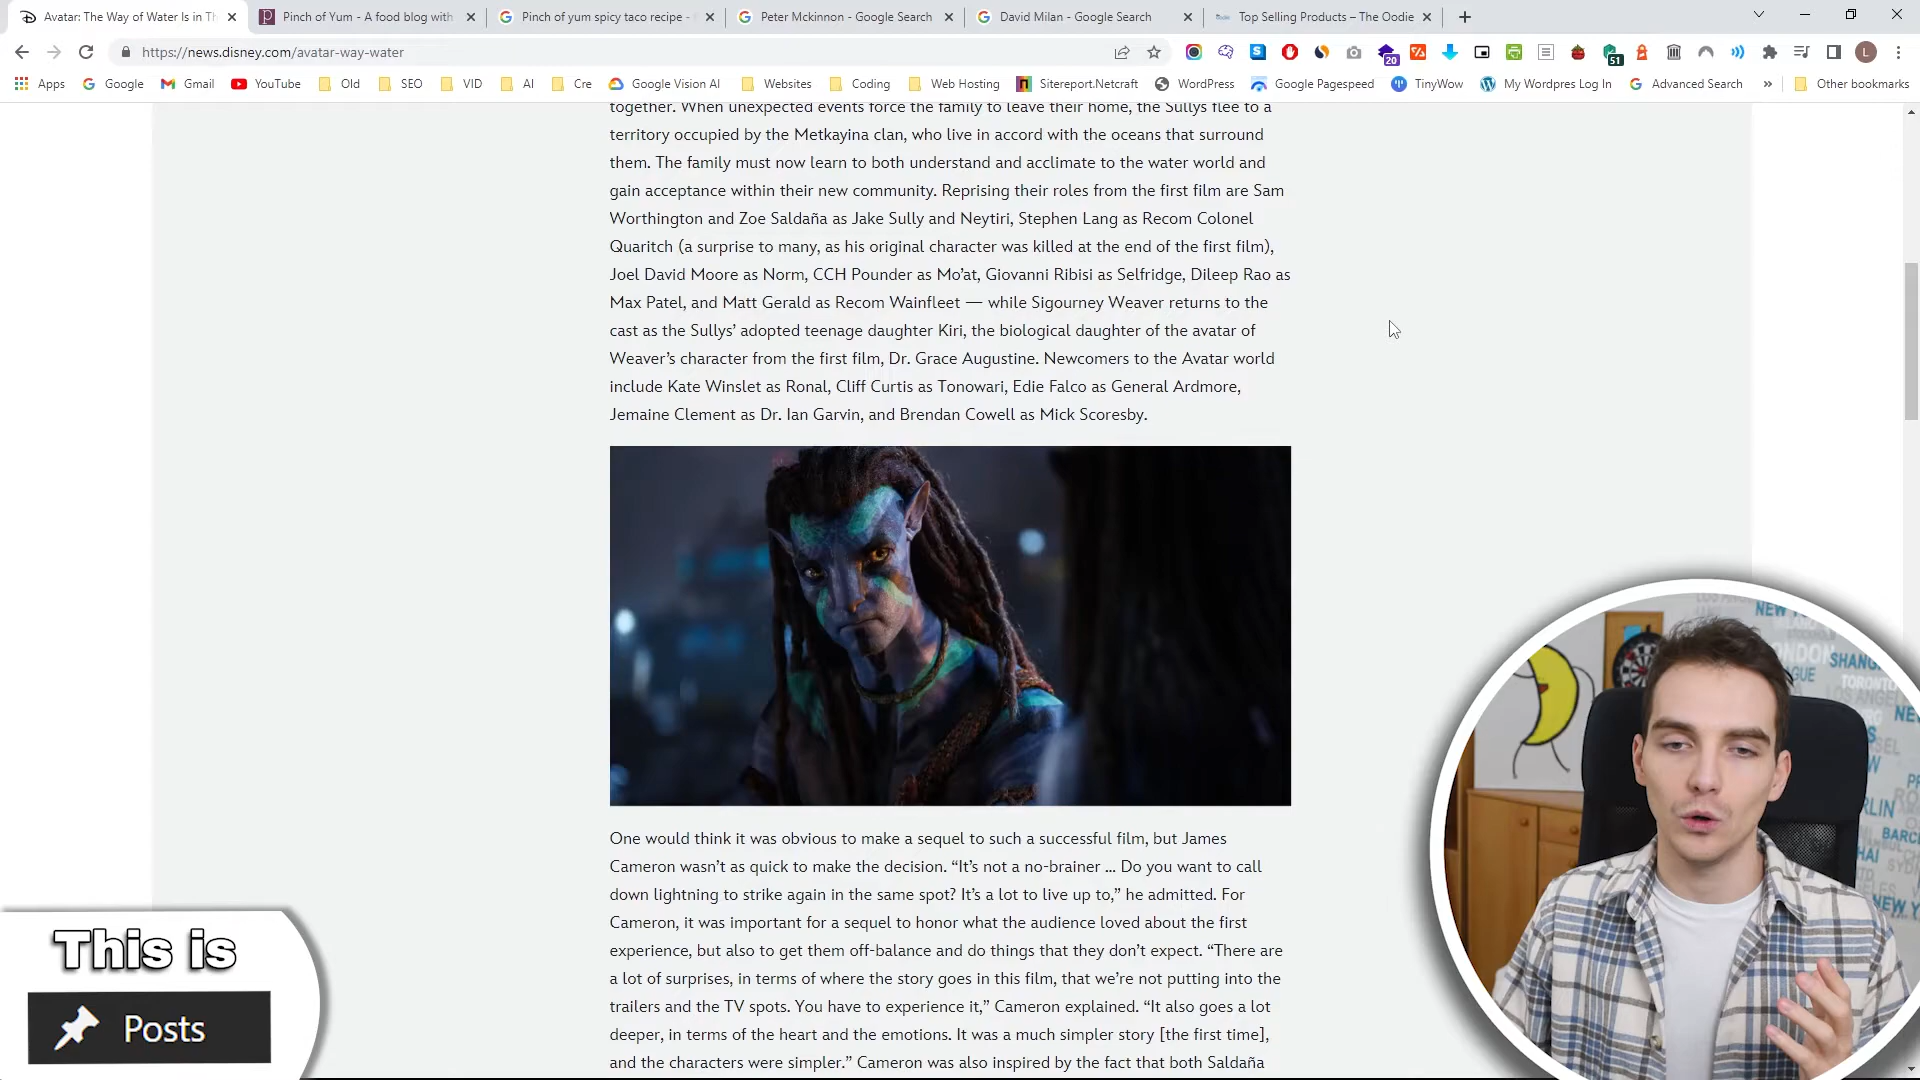 Avatar: The Way of Water Is in Th
Pinch of Yum - A food blog with
Pinch of yum spicy taco recipe -
Peter Mckinnon - Google Search
David Milan - Google Search
Top Selling Products – The Oodie
https://news.disney.com/avatar-way-water
20
51
L
Apps
Google
Gmail
YouTube
Old
SEO
VID
AI
Cre
Google Vision AI
Websites
Coding
Web Hosting
Sitereport.Netcraft
WordPress
Google Pagespeed
TinyWow
My Wordpres Log In
Advanced Search
»
Other bookmarks
together. When unexpected events force the family to leave their home, the Sullys flee to a
territory occupied by the Metkayina clan, who live in accord with the oceans that surround
them. The family must now learn to both understand and acclimate to the water world and
gain acceptance within their new community. Reprising their roles from the first film are Sam
Worthington and Zoe Saldaña as Jake Sully and Neytiri, Stephen Lang as Recom Colonel
Quaritch (a surprise to many, as his original character was killed at the end of the first film),
Joel David Moore as Norm, CCH Pounder as Mo’at, Giovanni Ribisi as Selfridge, Dileep Rao as
Max Patel, and Matt Gerald as Recom Wainfleet — while Sigourney Weaver returns to the
cast as the Sullys’ adopted teenage daughter Kiri, the biological daughter of the avatar of
Weaver’s character from the first film, Dr. Grace Augustine. Newcomers to the Avatar world
include Kate Winslet as Ronal, Cliff Curtis as Tonowari, Edie Falco as General Ardmore,
Jemaine Clement as Dr. Ian Garvin, and Brendan Cowell as Mick Scoresby.
One would think it was obvious to make a sequel to such a successful film, but James
Cameron wasn’t as quick to make the decision. “It’s not a no-brainer … Do you want to call
down lightning to strike again in the same spot? It’s a lot to live up to,” he admitted. For
Cameron, it was important for a sequel to honor what the audience loved about the first
experience, but also to get them off-balance and do things that they don’t expect. “There are
a lot of surprises, in terms of where the story goes in this film, that we’re not putting into the
trailers and the TV spots. You have to experience it,” Cameron explained. “It also goes a lot
deeper, in terms of the heart and the emotions. It was a much simpler story [the first time],
and the characters were simpler.” Cameron was also inspired by the fact that both Saldaña
This is
Posts
NEW
LONDON
SHANG
TORONTO
NEW
BARC
NEW Y